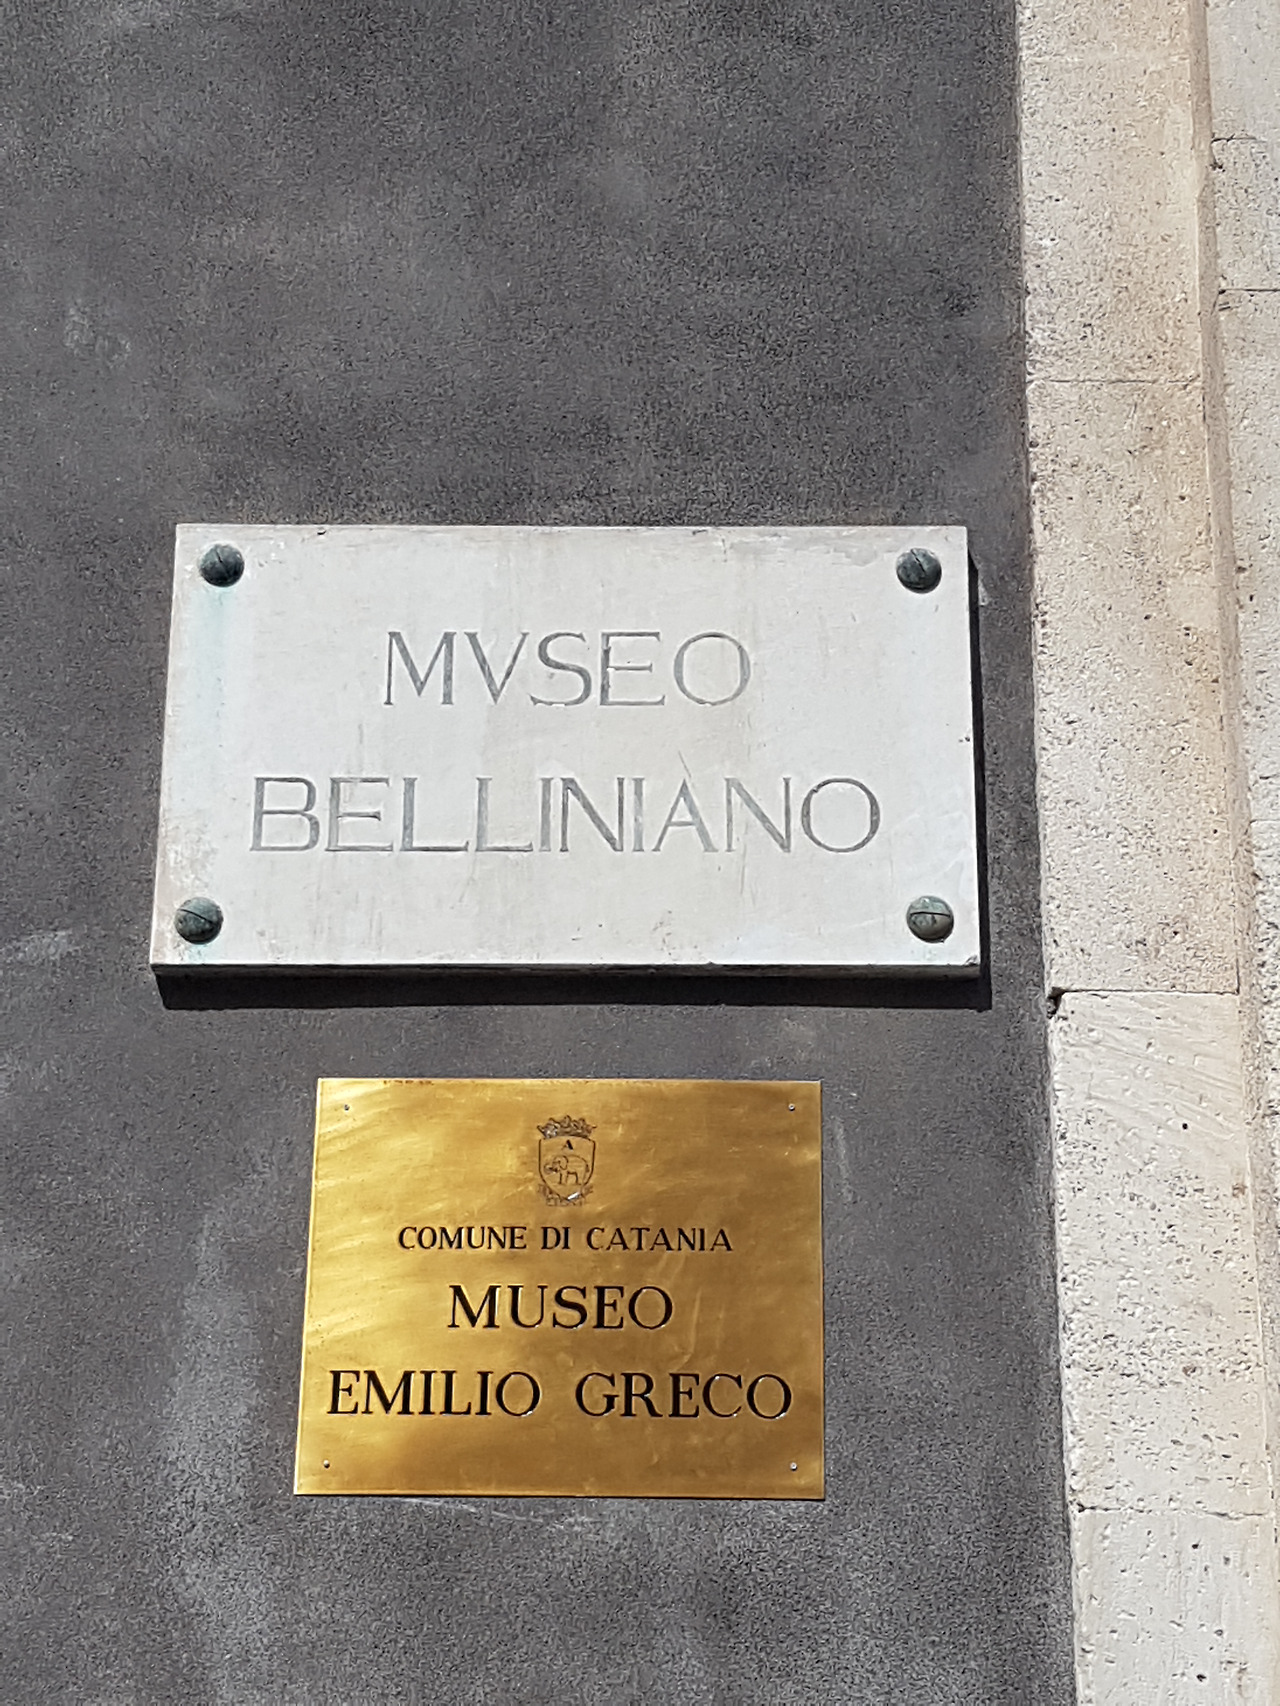 MVSEO
BELLINIANO
A
COMUNE DI CATANIA
MUSEO
EMILIO GRECO